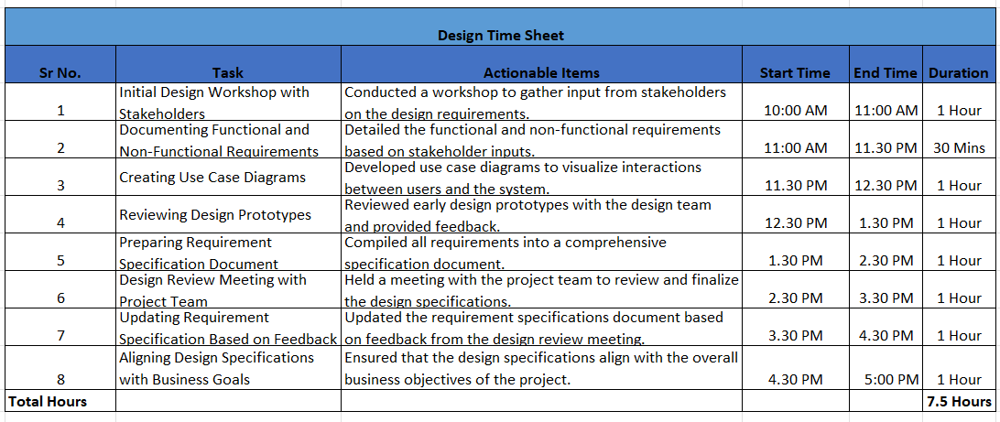 Design Time Sheet
Sr No. Task Actionable Items Start Time End Time Duration
Initial Design Workshop with Conducted a workshop to gather input from stakeholders
1 Stakeholders on the design requirements. 10:00 AM 11:00 AM 1 Hour
Documenting Functional and Detailed the functional and non-functional requirements
2 Non-Functional Requirements based on stakeholder inputs. 11:00 AM 11.30 PM 30 Mins
Creating Use Case Diagrams Developed use case diagrams to visualize interactions
3 between users and the system. 11.30 PM 12.30 PM 1 Hour
Reviewing Design Prototypes Reviewed early design prototypes with the design team
4 and provided feedback. 12.30 PM 1.30 PM 1 Hour
Preparing Requirement Compiled all requirements into a comprehensive
5 Specification Document specification document. 1.30 PM 2.30 PM 1 Hour
Design Review Meeting with Held a meeting with the project team to review and finalize
6 Project Team the design specifications. 2.30 PM 3.30 PM 1 Hour
Updating Requirement Updated the requirement specifications document based
7 Specification Based on Feedback on feedback from the design review meeting. 3.30 PM 4.30 PM 1 Hour
Aligning Design Specifications Ensured that the design specifications align with the overall
8 with Business Goals business objectives of the project. 4.30 PM 5:00 PM 1 Hour
Total Hours 7.5 Hours